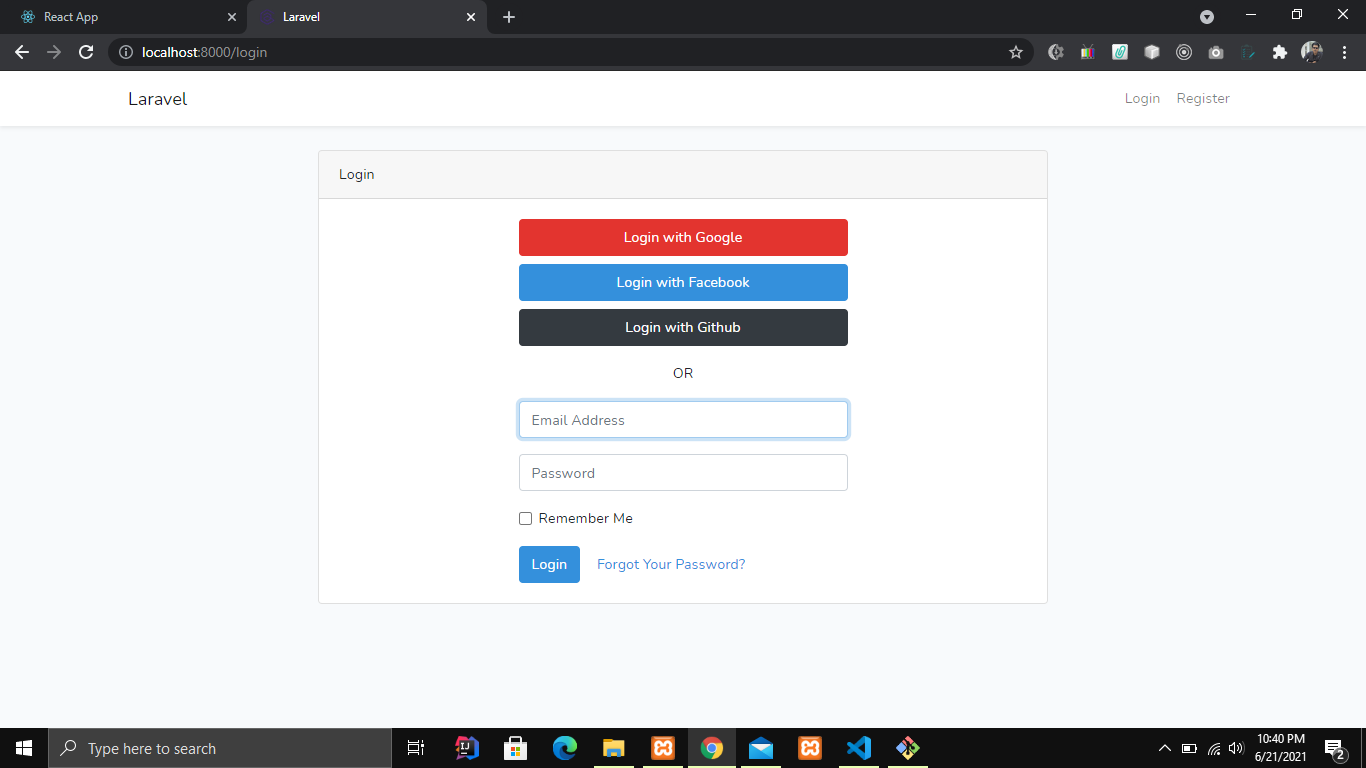 React App
Laravel
localhost:8000/login
Laravel
Login Register
Login
Login with Google
Login with Facebook
Login with Github
OR
Email Address
Password
Remember Me
Login Forgot Your Password?
Type here to search
10:40 PM
6/21/2021
2